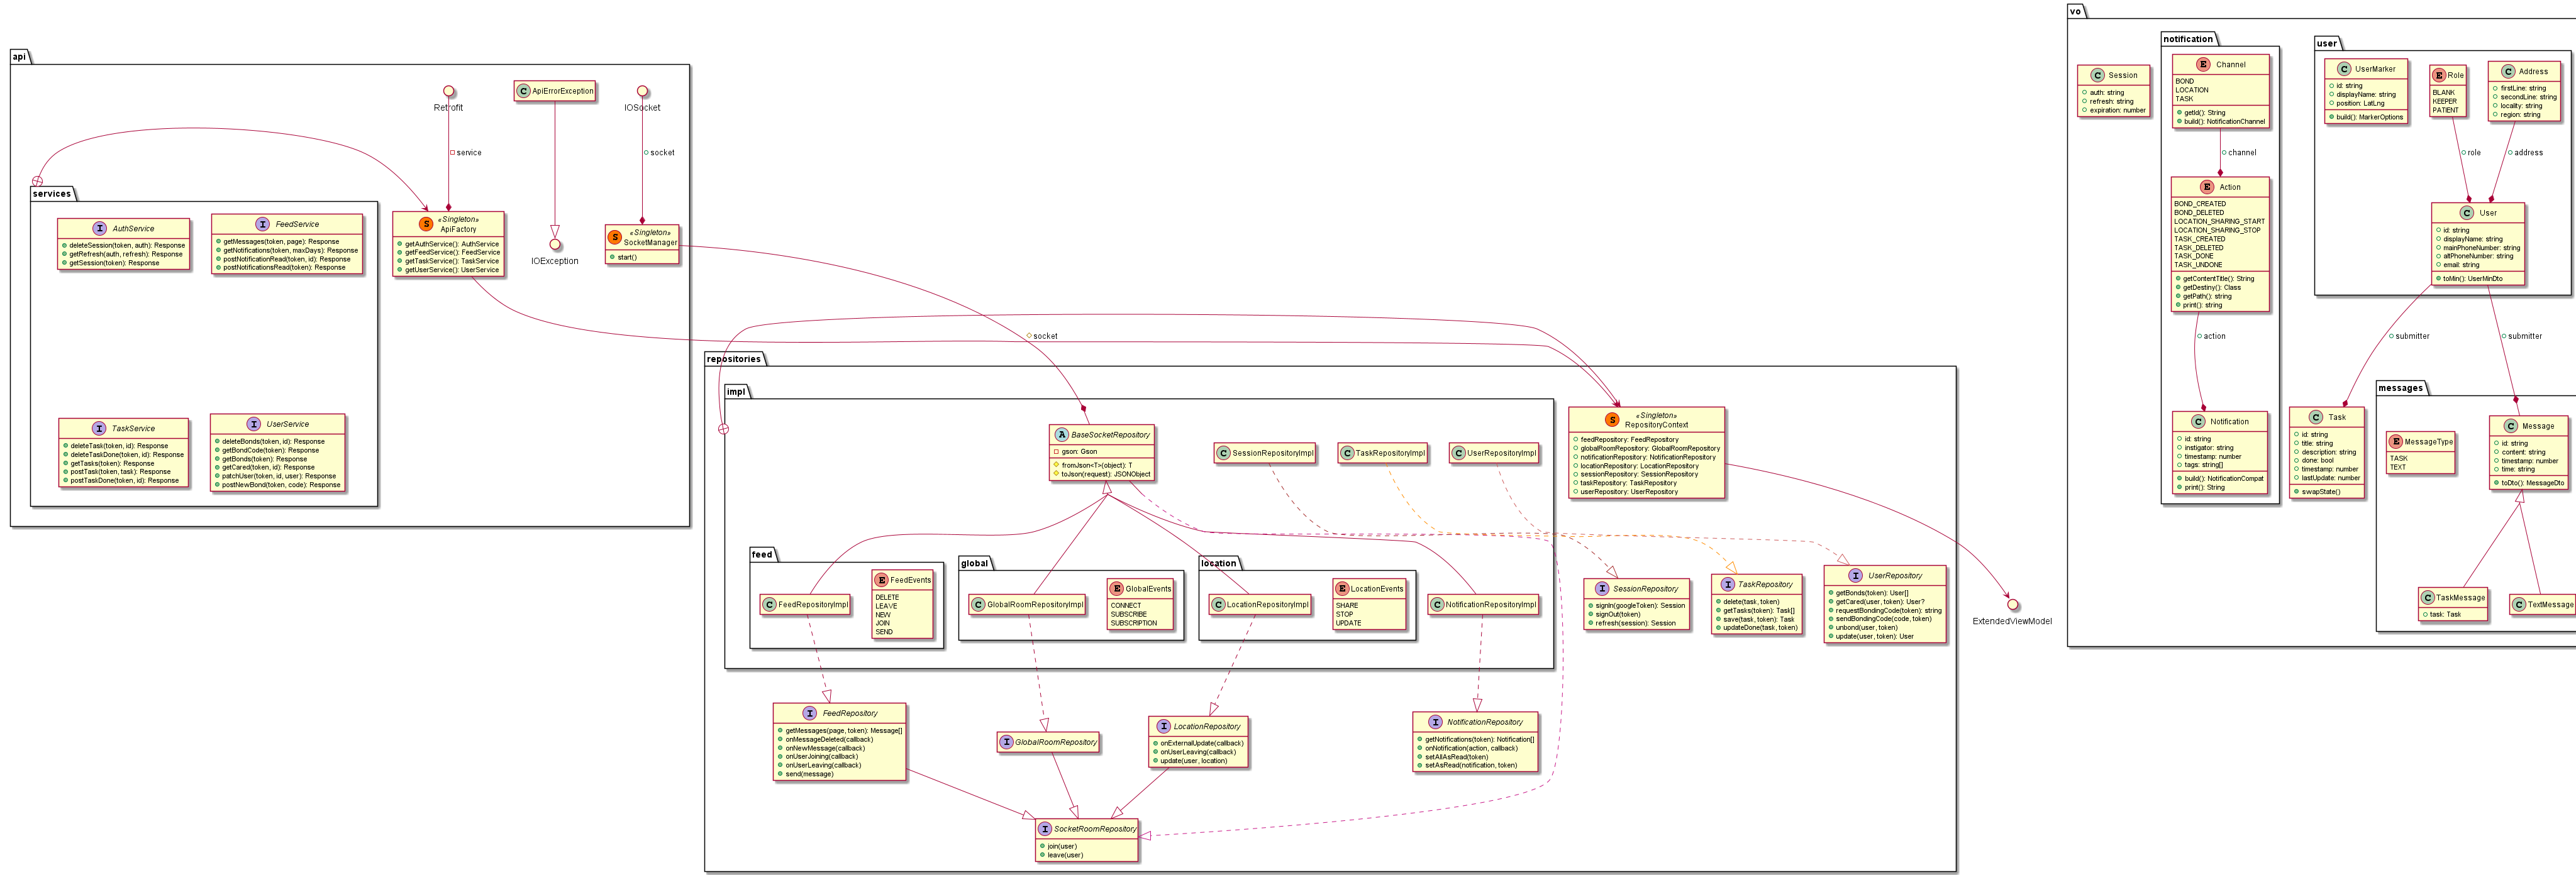 api
Retrofit
service
C ApiErrorException
IOException
IOSocket
socket
services
I AuthService
deleteSession(token, auth): Response
getRefresh(auth, refresh): Response
getSession(token): Response
I FeedService
getMessages(token, page): Response
getNotifications(token, maxDays): Response
postNotificationRead(token, id): Response
postNotificationsRead(token): Response
I TaskService
deleteTask(token, id): Response
deleteTaskDone(token, id): Response
getTasks(token): Response
postTask(token, task): Response
postTaskDone(token, id): Response
I UserService
deleteBonds(token, id): Response
getBondCode(token): Response
getBonds(token): Response
getCared(token, id): Response
patchUser(token, id, user): Response
postNewBond(token, code): Response
S «Singleton»
ApiFactory
getAuthService(): AuthService
getFeedService(): FeedService
getTaskService(): TaskService
getUserService(): UserService
S «Singleton»
SocketManager
start()
socket
repositories
impl
A BaseSocketRepository
gson: Gson
fromJson<T>(object): T
toJson(request): JSONObject
C SessionRepositoryImpl
C TaskRepositoryImpl
C UserRepositoryImpl
feed
C FeedRepositoryImpl
E FeedEvents
DELETE
LEAVE
NEW
JOIN
SEND
global
C GlobalRoomRepositoryImpl
E GlobalEvents
CONNECT
SUBSCRIBE
SUBSCRIPTION
location
C LocationRepositoryImpl
E LocationEvents
SHARE
STOP
UPDATE
C NotificationRepositoryImpl
S «Singleton»
RepositoryContext
feedRepository: FeedRepository
globalRoomRepository: GlobalRoomRepository
notificationRepository: NotificationRepository
locationRepository: LocationRepository
sessionRepository: SessionRepository
taskRepository: TaskRepository
userRepository: UserRepository
I SessionRepository
signIn(googleToken): Session
signOut(token)
refresh(session): Session
I TaskRepository
delete(task, token)
getTasks(token): Task[]
save(task, token): Task
updateDone(task, token)
I UserRepository
getBonds(token): User[]
getCared(user, token): User?
requestBondingCode(token): string
sendBondingCode(code, token)
unbond(user, token)
update(user, token): User
ExtendedViewModel
I FeedRepository
getMessages(page, token): Message[]
onMessageDeleted(callback)
onNewMessage(callback)
onUserJoining(callback)
onUserLeaving(callback)
send(message)
I GlobalRoomRepository
I LocationRepository
onExternalUpdate(callback)
onUserLeaving(callback)
update(user, location)
I NotificationRepository
getNotifications(token): Notification[]
onNotification(action, callback)
setAllAsRead(token)
setAsRead(notification, token)
I SocketRoomRepository
join(user)
leave(user)
vo
C Session
auth: string
refresh: string
expiration: number
notification
E Channel
BOND
LOCATION
TASK
getId(): String
build(): NotificationChannel
channel
E Action
BOND_CREATED
BOND_DELETED
LOCATION_SHARING_START
LOCATION_SHARING_STOP
TASK_CREATED
TASK_DELETED
TASK_DONE
TASK_UNDONE
getContentTitle(): String
getDestiny(): Class
getPath(): string
print(): string
action
C Notification
id: string
instigator: string
timestamp: number
tags: string[]
build(): NotificationCompat
print(): String
user
C UserMarker
id: string
displayName: string
position: LatLng
build(): MarkerOptions
E Role
BLANK
KEEPER
PATIENT
C Address
firstLine: string
secondLine: string
locality: string
region: string
role
address
C User
id: string
displayName: string
mainPhoneNumber: string
altPhoneNumber: string
email: string
toMin(): UserMinDto
submitter
submitter
C Task
id: string
title: string
description: string
done: bool
timestamp: number
lastUpdate: number
swapState()
messages
E MessageType
TASK
TEXT
C Message
id: string
content: string
timestamp: number
time: string
toDto(): MessageDto
C TaskMessage
task: Task
C TextMessage